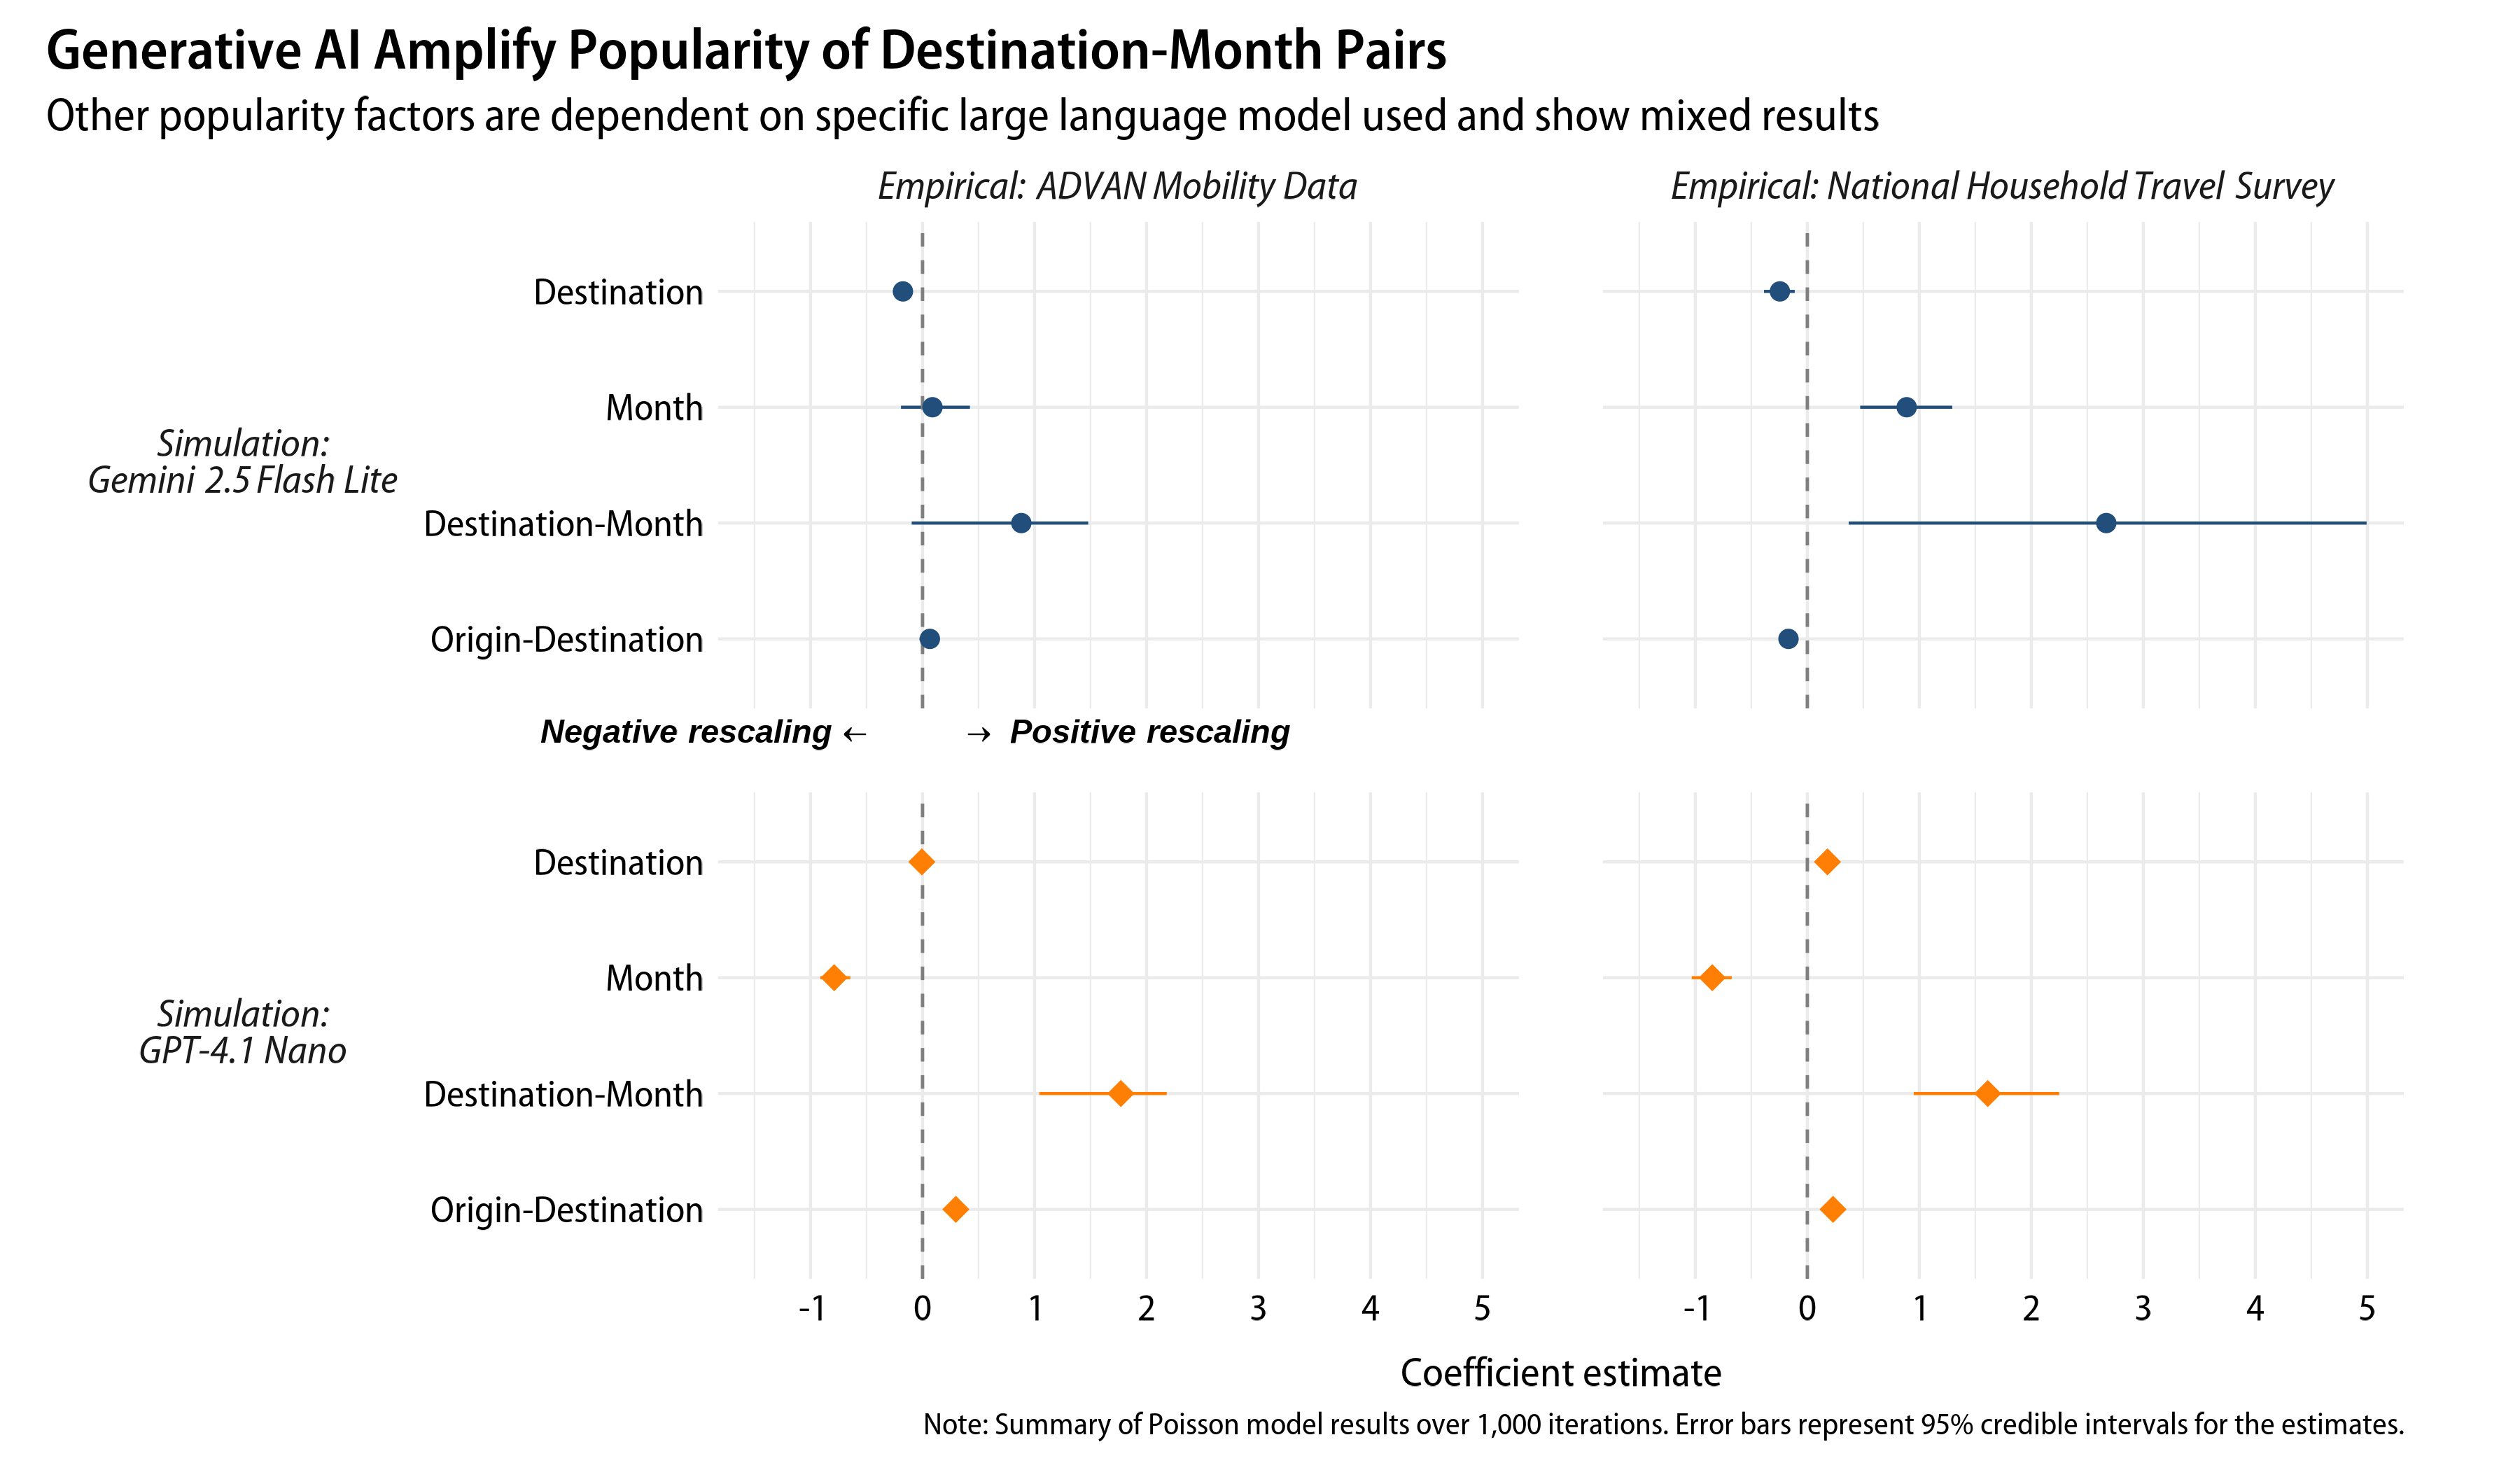 Generative AI Amplify Popularity of Destination-Month Pairs
Other popularity factors are dependent on specific large language model used and show mixed results
Empirical: ADVAN Mobility Data
Empirical: National Household Travel Survey
Simulation:
Gemini 2.5 Flash Lite
Destination
Month
Destination-Month
Origin-Destination
Negative rescaling ← → Positive rescaling
Simulation:
GPT-4.1 Nano
Destination
Month
Destination-Month
Origin-Destination
-1 0 1 2 3 4 5
-1 0 1 2 3 4 5
Coefficient estimate
Note: Summary of Poisson model results over 1,000 iterations. Error bars represent 95% credible intervals for the estimates.